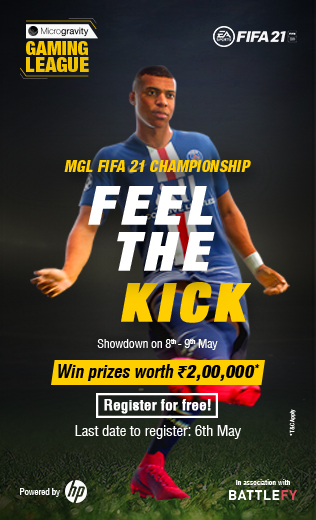 Microgravity
GAMING
LEAGUE
EA SPORTS FIFA 21
MGL FIFA 21 CHAMPIONSHIP
FEEL
THE
KICK
Showdown on 8th - 9th May
Win prizes worth ₹2,00,000*
Register for free!
Last date to register: 6th May
*T&C Apply
Powered by hp
In association with
BATTLEFY